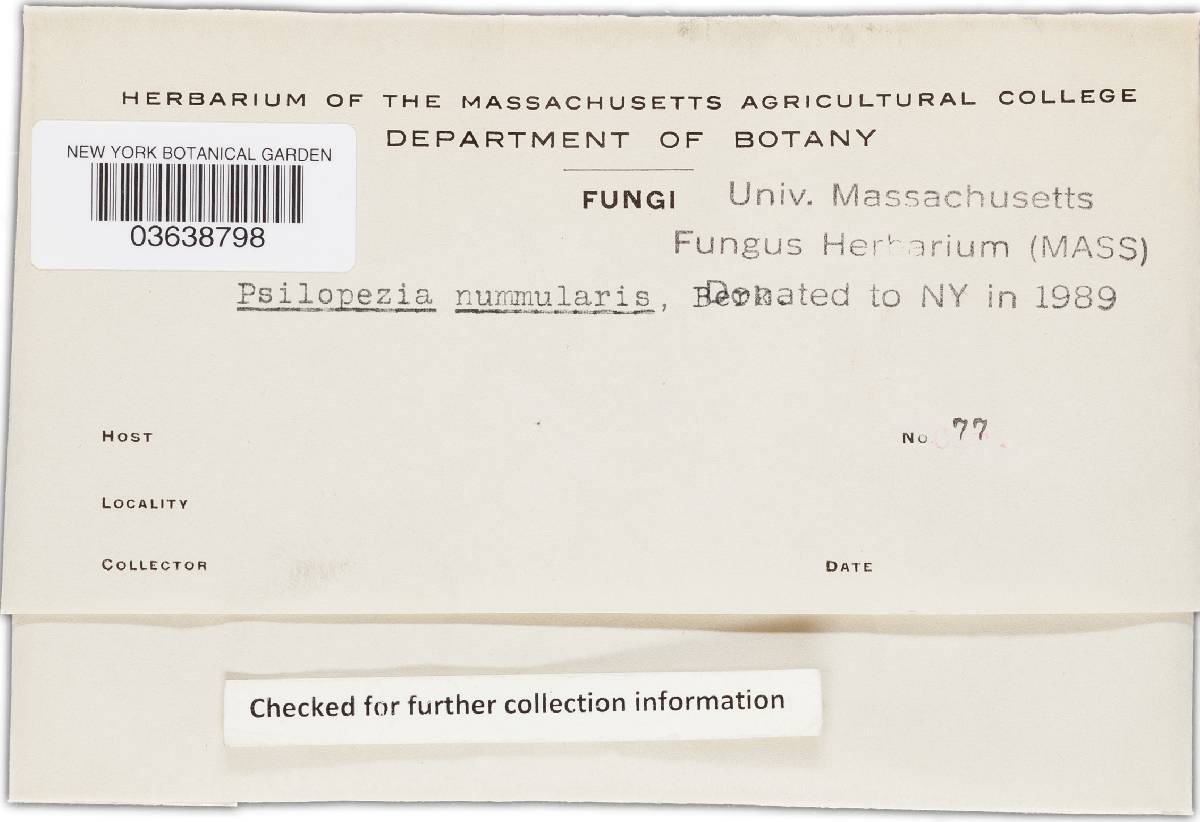 HERBARIUM OF THE MASSACHUSETTS AGRICULTURAL COLLEGE
DEPARTMENT OF BOTANY
NEW YORK BOTANICAL GARDEN
03638798
FUNGI
Univ. Massachusetts
Fungus Herbarium (MASS)
Donated to NY in 1989
Psilopezia nummularis, Berk.
HOST
No 77
LOCALITY
COLLECTOR
DATE
Checked for further collection information